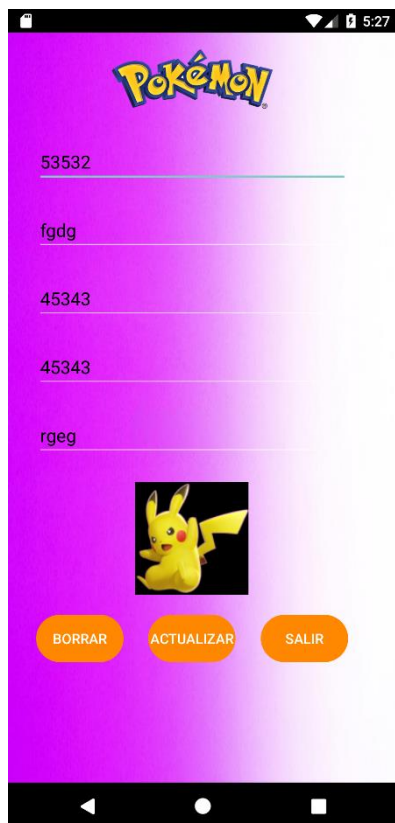 5:27
POKÉMON
53532
fgdg
45343
45343
rgeg
BORRAR ACTUALIZAR SALIR